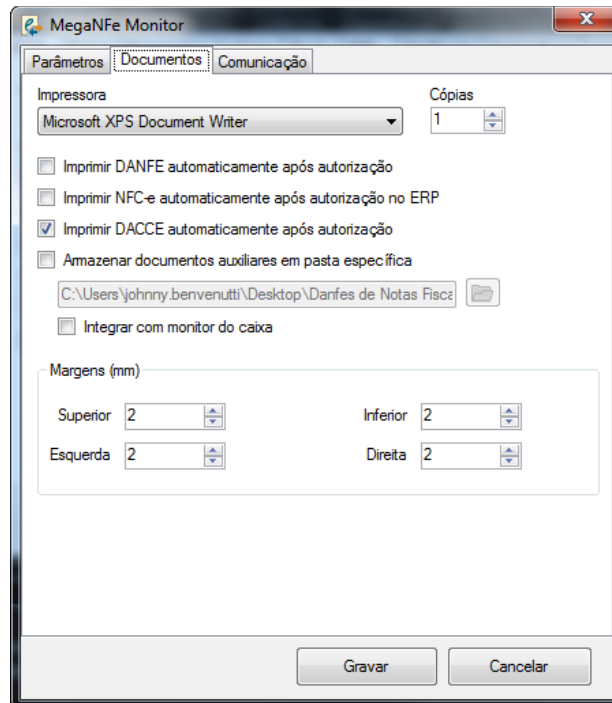 MegaNFe Monitor
Parâmetros Documentos Comunicação
Impressora Cópias
Microsoft XPS Document Writer 1
Imprimir DANFE automaticamente após autorização
Imprimir NFC-e automaticamente após autorização no ERP
Imprimir DACCE automaticamente após autorização
Armazenar documentos auxiliares em pasta específica
C:\Users\johnny.benvenutti\Desktop\Danfes de Notas Fisca
Integrar com monitor do caixa
Margens (mm)
Superior 2 Inferior 2
Esquerda 2 Direita 2
Gravar Cancelar